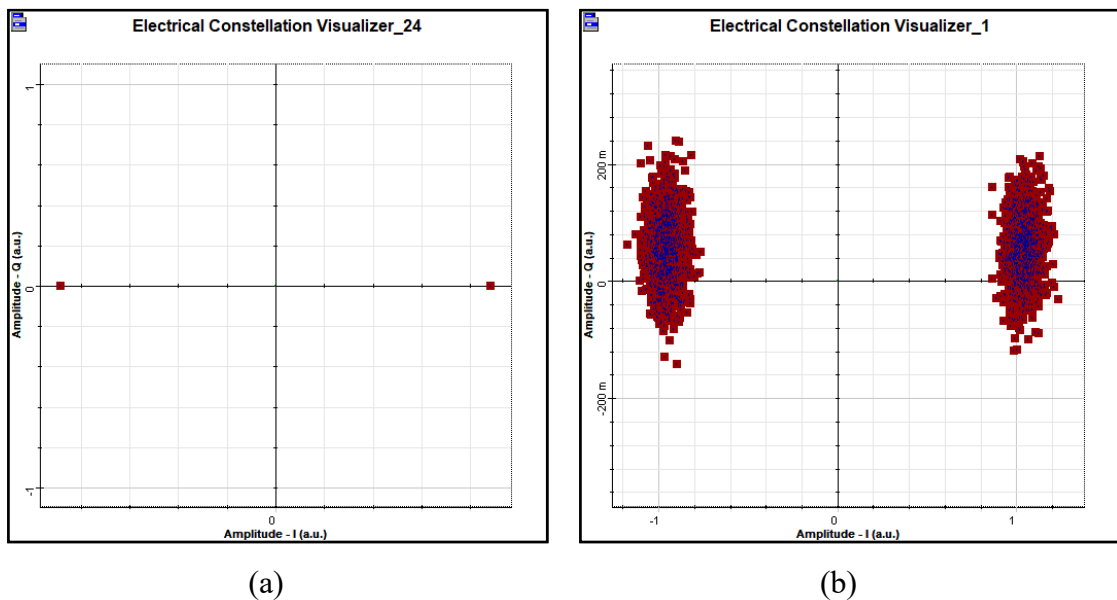 Electrical Constellation Visualizer_24
Amplitude - Q (a.u.)
1
0
-1
0
Amplitude - I (a.u.)
(a)
Electrical Constellation Visualizer_1
Amplitude - Q (a.u.)
200 m
0
-200 m
-1
0
1
Amplitude - I (a.u.)
(b)